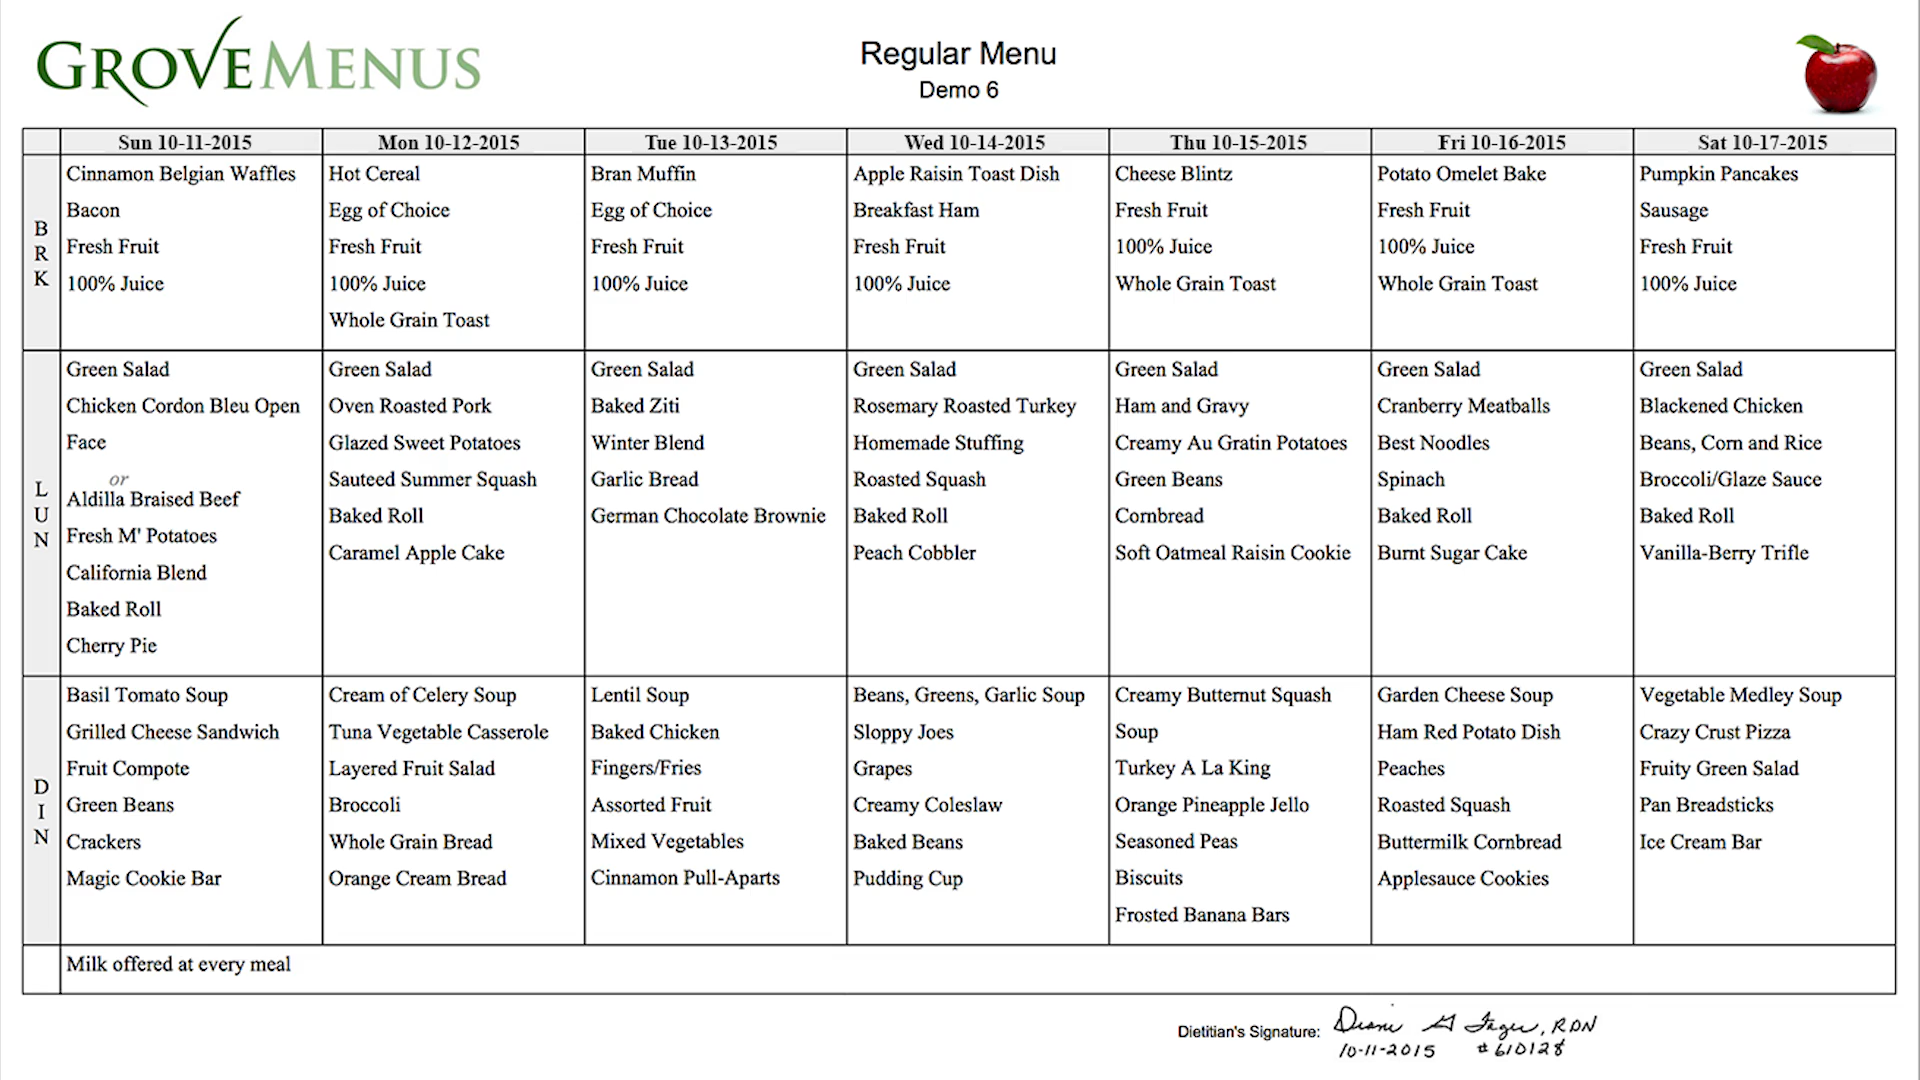 GROVEMENUS
Regular Menu
Demo 6
Sun 10-11-2015
Mon 10-12-2015
Tue 10-13-2015
Wed 10-14-2015
Thu 10-15-2015
Fri 10-16-2015
Sat 10-17-2015
BRK
Cinnamon Belgian Waffles
Bacon
Fresh Fruit
100% Juice
Hot Cereal
Egg of Choice
Fresh Fruit
100% Juice
Whole Grain Toast
Bran Muffin
Egg of Choice
Fresh Fruit
100% Juice
Apple Raisin Toast Dish
Breakfast Ham
Fresh Fruit
100% Juice
Cheese Blintz
Fresh Fruit
100% Juice
Whole Grain Toast
Potato Omelet Bake
Fresh Fruit
100% Juice
Whole Grain Toast
Pumpkin Pancakes
Sausage
Fresh Fruit
100% Juice
LUN
Green Salad
Chicken Cordon Bleu Open
Face
or
Aldilla Braised Beef
Fresh M' Potatoes
California Blend
Baked Roll
Cherry Pie
Green Salad
Oven Roasted Pork
Glazed Sweet Potatoes
Sauteed Summer Squash
Baked Roll
Caramel Apple Cake
Green Salad
Baked Ziti
Winter Blend
Garlic Bread
German Chocolate Brownie
Green Salad
Rosemary Roasted Turkey
Homemade Stuffing
Roasted Squash
Baked Roll
Peach Cobbler
Green Salad
Ham and Gravy
Creamy Au Gratin Potatoes
Green Beans
Cornbread
Soft Oatmeal Raisin Cookie
Green Salad
Cranberry Meatballs
Best Noodles
Spinach
Baked Roll
Burnt Sugar Cake
Green Salad
Blackened Chicken
Beans, Corn and Rice
Broccoli/Glaze Sauce
Baked Roll
Vanilla-Berry Trifle
DIN
Basil Tomato Soup
Grilled Cheese Sandwich
Fruit Compote
Green Beans
Crackers
Magic Cookie Bar
Cream of Celery Soup
Tuna Vegetable Casserole
Layered Fruit Salad
Broccoli
Whole Grain Bread
Orange Cream Bread
Lentil Soup
Baked Chicken
Fingers/Fries
Assorted Fruit
Mixed Vegetables
Cinnamon Pull-Aparts
Beans, Greens, Garlic Soup
Sloppy Joes
Grapes
Creamy Coleslaw
Baked Beans
Pudding Cup
Creamy Butternut Squash
Soup
Turkey A La King
Orange Pineapple Jello
Seasoned Peas
Biscuits
Frosted Banana Bars
Garden Cheese Soup
Ham Red Potato Dish
Peaches
Roasted Squash
Buttermilk Cornbread
Applesauce Cookies
Vegetable Medley Soup
Crazy Crust Pizza
Fruity Green Salad
Pan Breadsticks
Ice Cream Bar
Milk offered at every meal
Dietitian's Signature: Diane RDN
10-11-2015 #610128